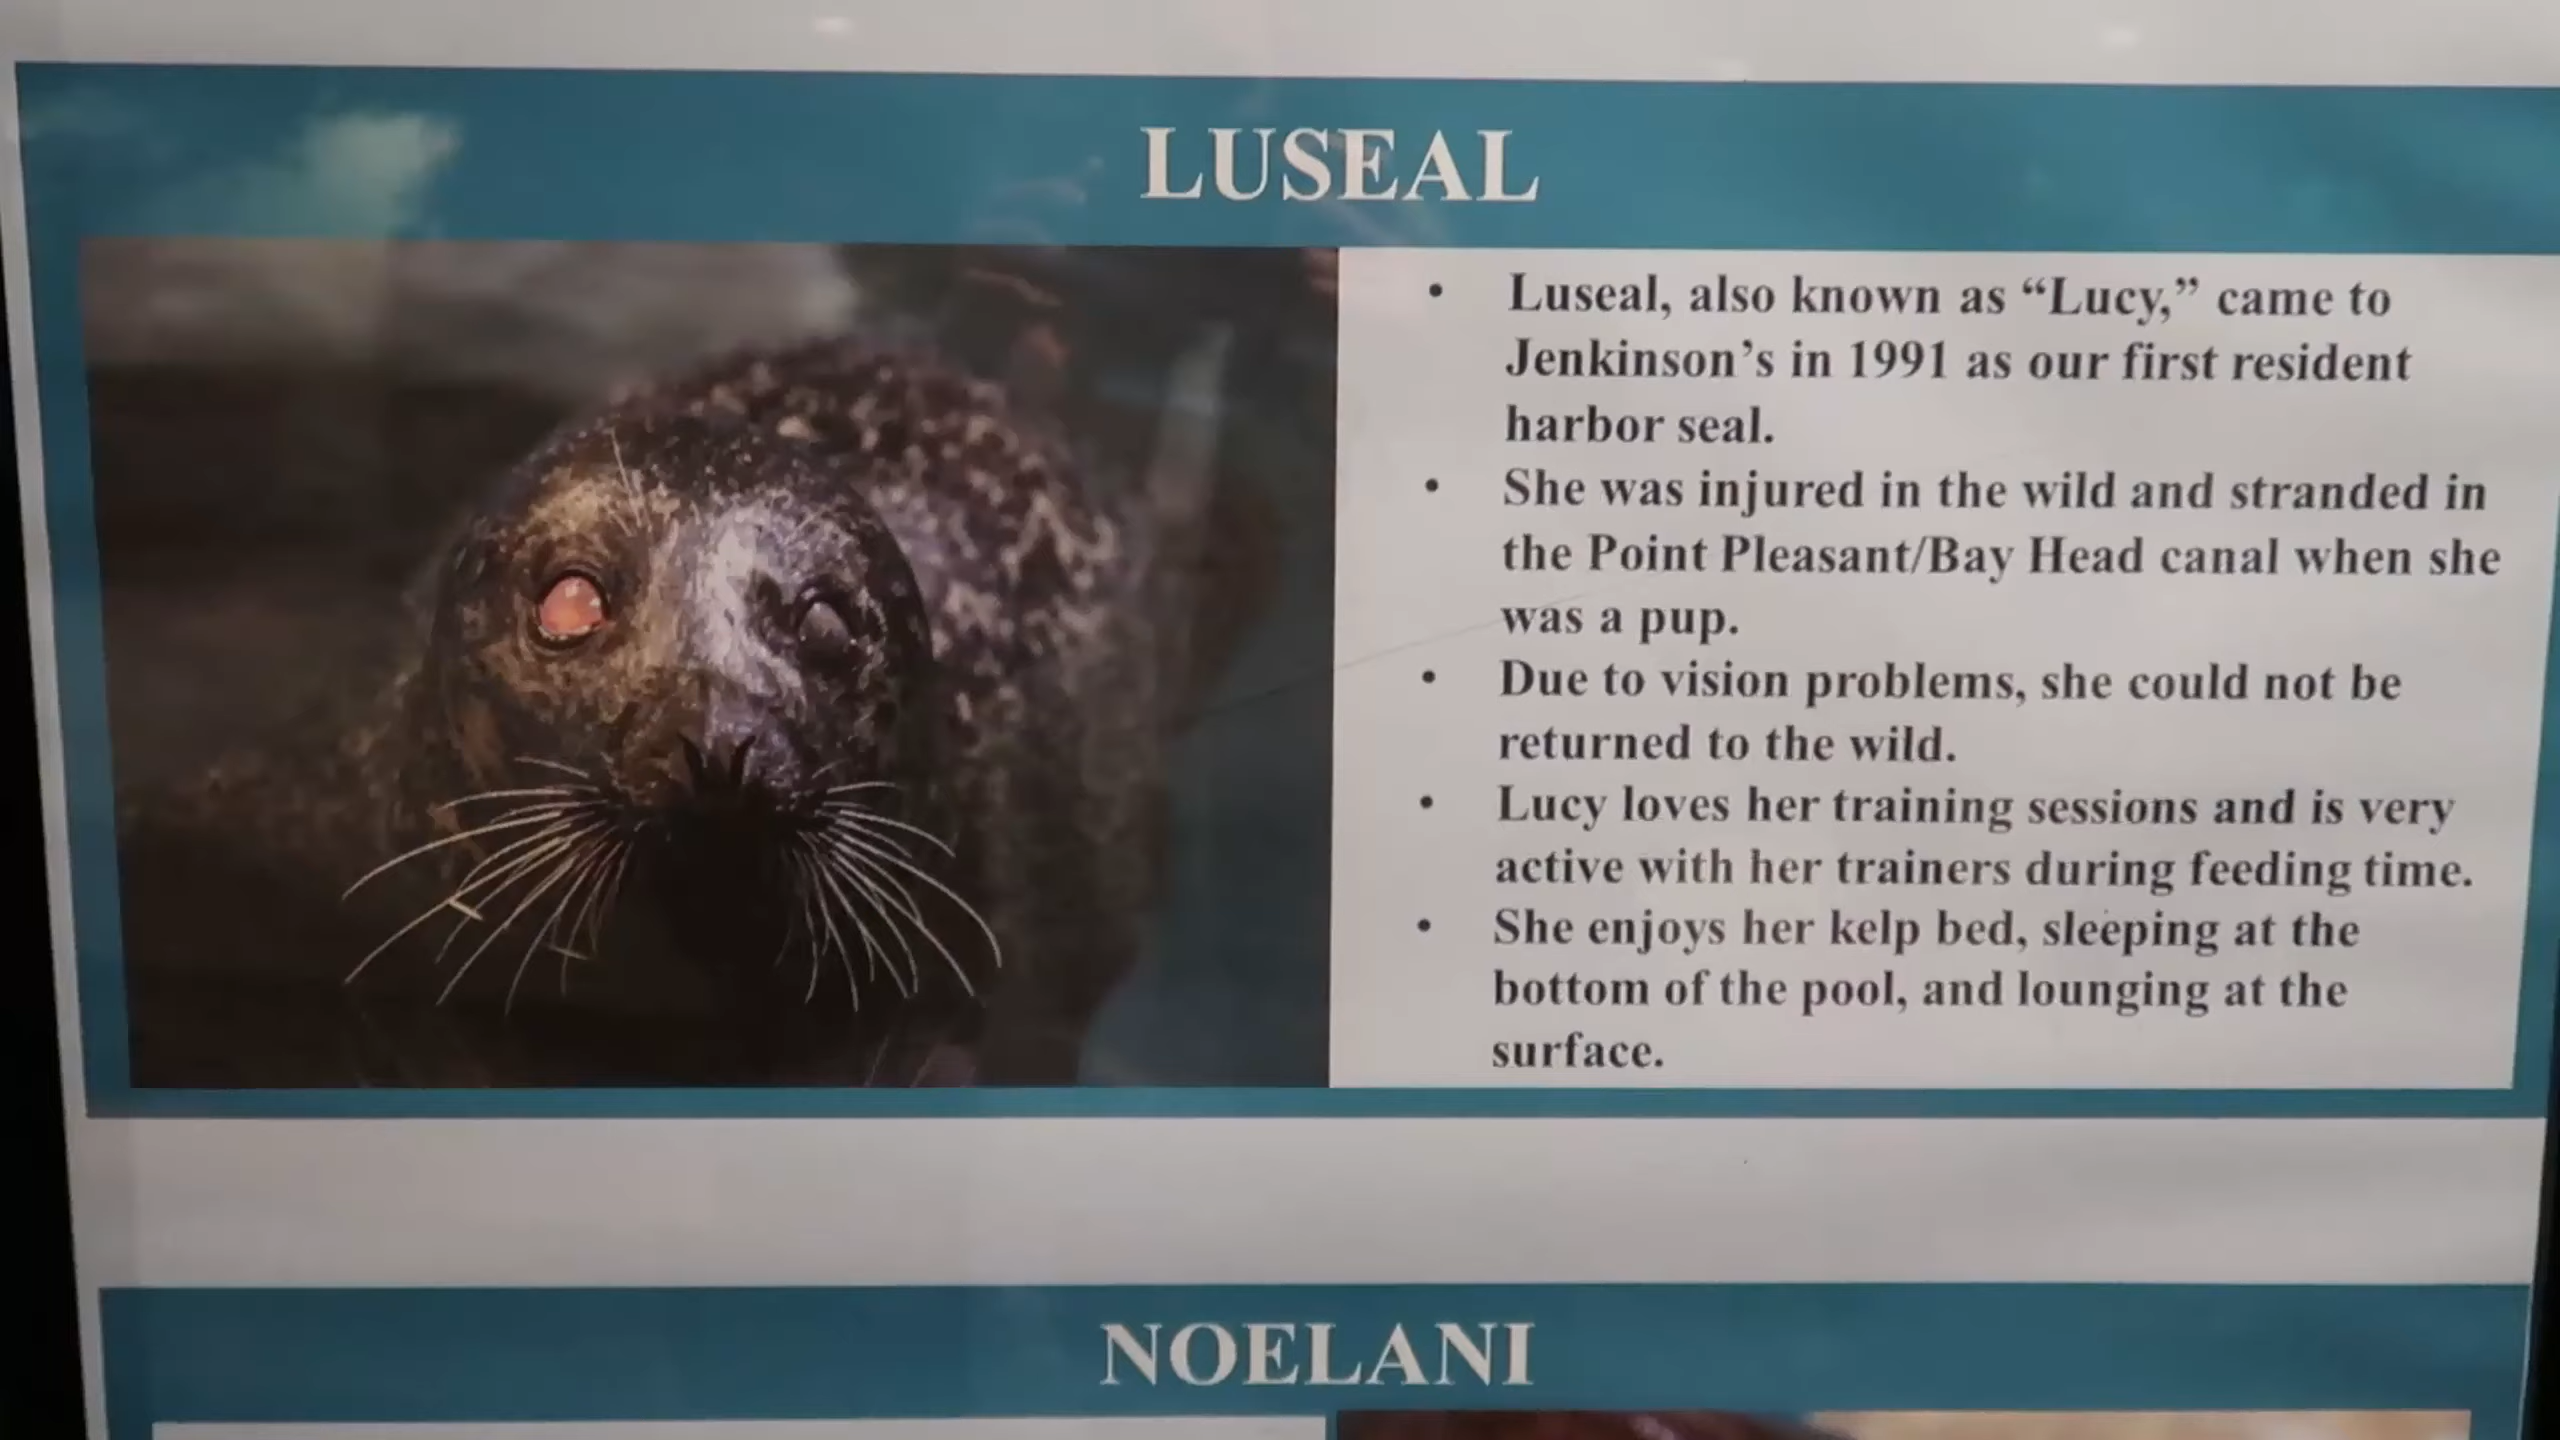 LUSEAL
• Luseal, also known as “Lucy,” came to
Jenkinson’s in 1991 as our first resident
harbor seal.
• She was injured in the wild and stranded in
the Point Pleasant/Bay Head canal when she
was a pup.
• Due to vision problems, she could not be
returned to the wild.
• Lucy loves her training sessions and is very
active with her trainers during feeding time.
• She enjoys her kelp bed, sleeping at the
bottom of the pool, and lounging at the
surface.
NOELANI